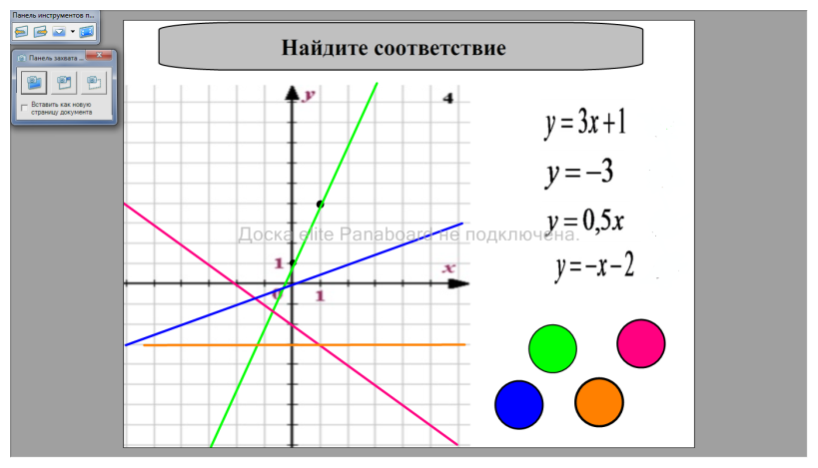 Панель инструментов п...
Панель захвата ...
Вставить как новую
страницу документа
Найдите соответствие
y
4
y = 3x+1
y = −3
Доска elite Panaboard не подключена.
y = 0,5x
1
x
y = −x − 2
0
1